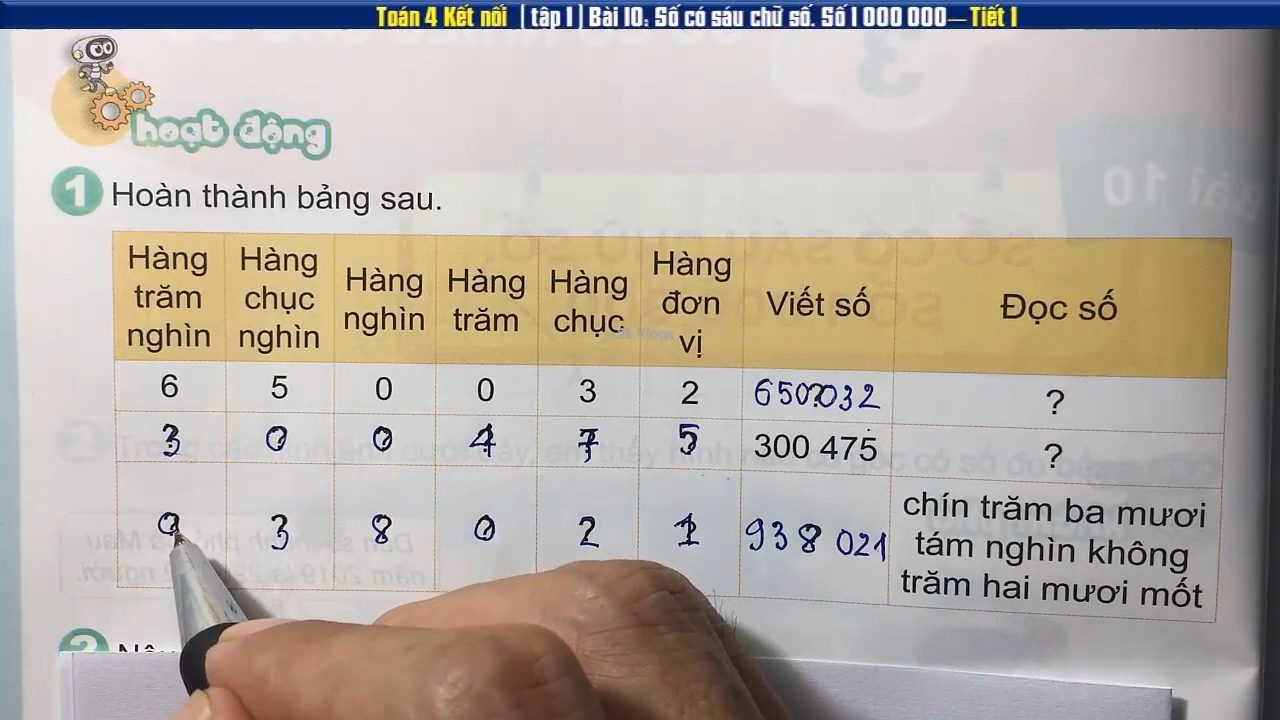 Toán 4 Kết nối [ tập 1 ] Bài 10: Số có sáu chữ số. Số 1 000 000— Tiết 1
hoạt động
1 Hoàn thành bảng sau.
Hàng trăm nghìn Hàng chục nghìn Hàng nghìn Hàng trăm Hàng chục Hàng đơn vị Viết số Đọc số
6 5 0 0 3 2 650 032 ?
3 0 0 4 7 5 300 475 ?
9 3 8 0 2 1 938 021 chín trăm ba mươi
tám nghìn không
trăm hai mươi mốt